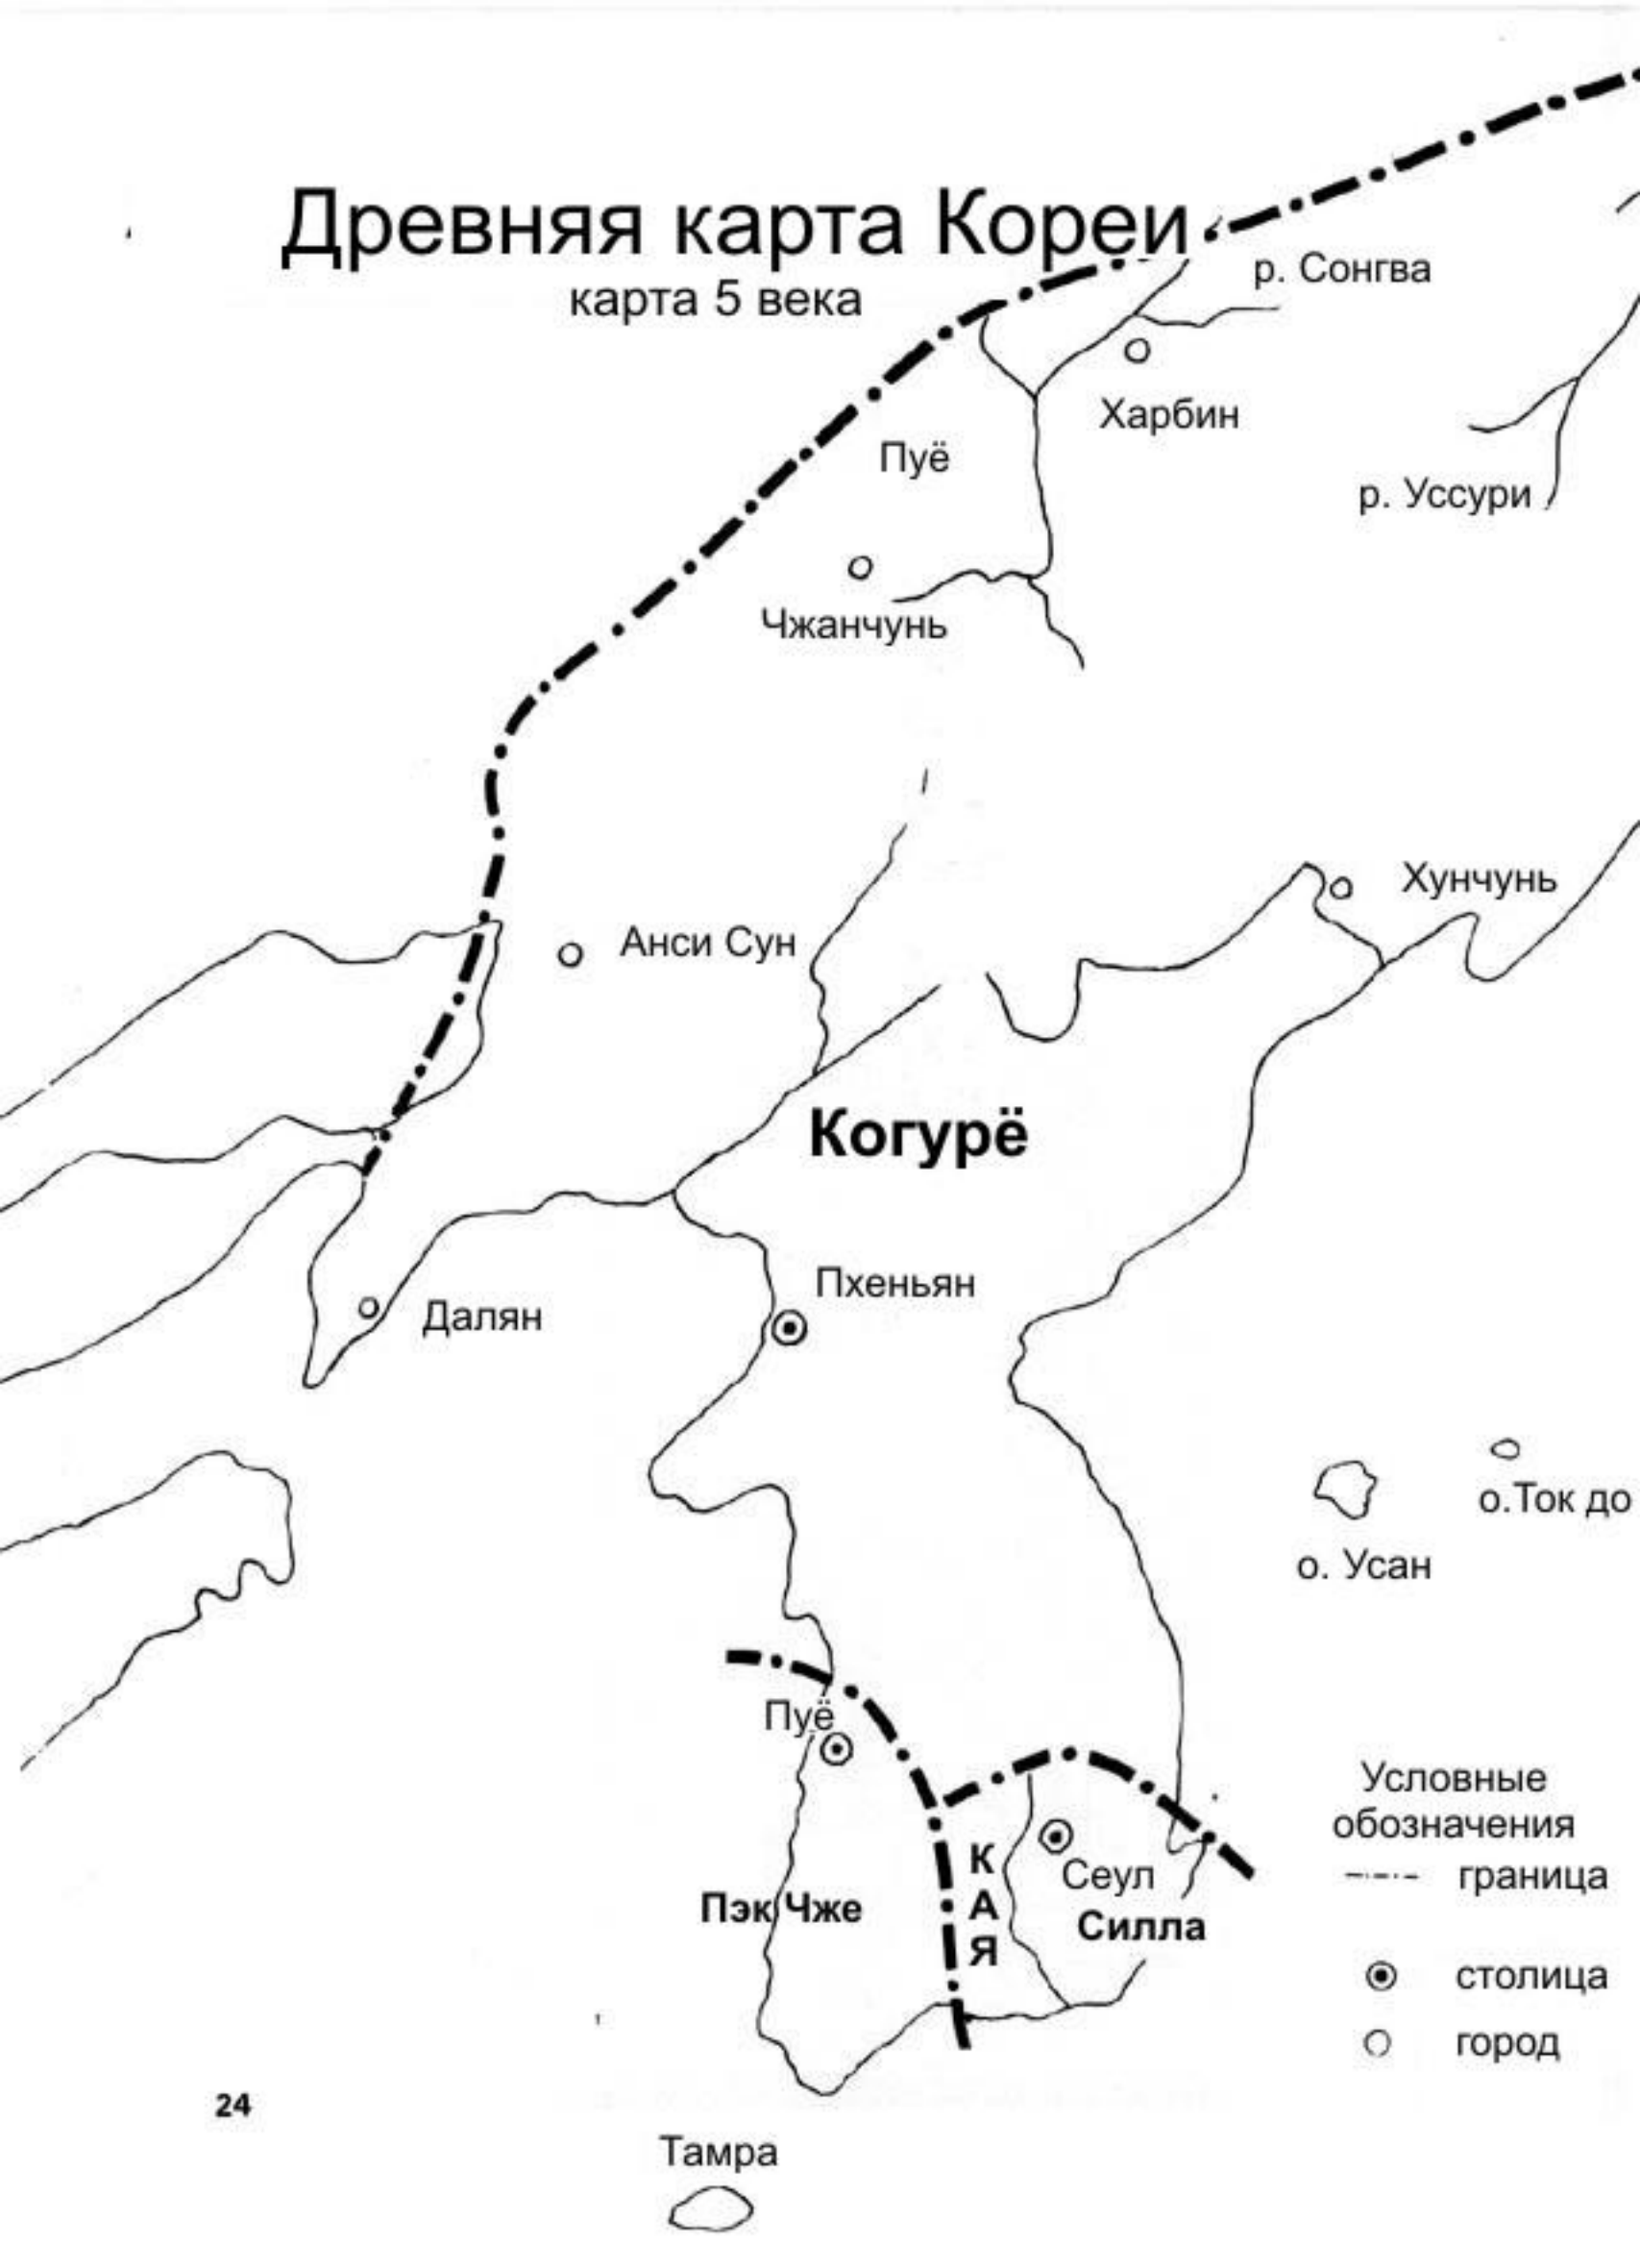 Древняя карта Кореи
карта 5 века
р. Сонгва
Харбин
Пуё
р. Уссури
Чжанчунь
Хунчунь
Анси Сун
Когурё
Пхеньян
Далян
о.Ток до
о. Усан
Пуё
Условные
обозначения
граница
столица
город
К
А
Я
Сеул
Пэк Чже
Силла
24
Тамра